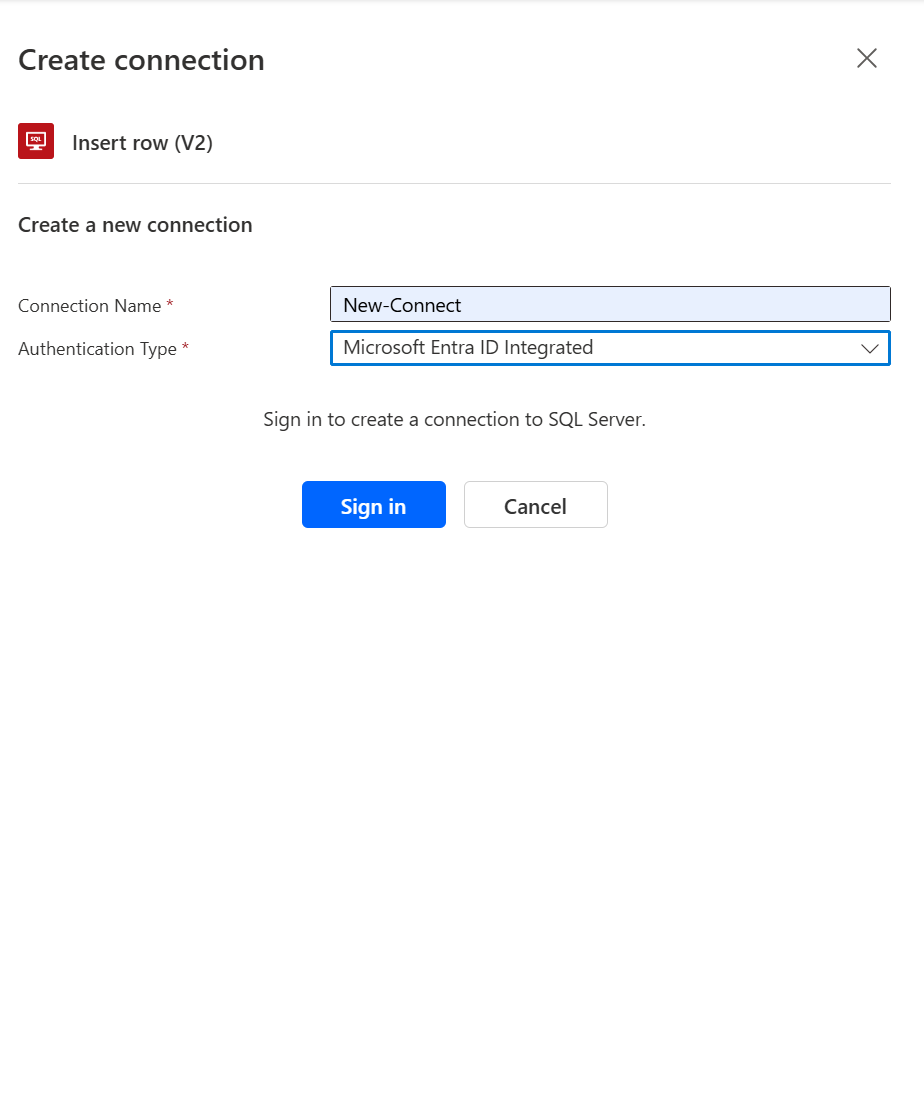 Create connection
SQL
Insert row (V2)
Create a new connection
Connection Name *
New-Connect
Authentication Type *
Microsoft Entra ID Integrated
Sign in to create a connection to SQL Server.
Sign in
Cancel